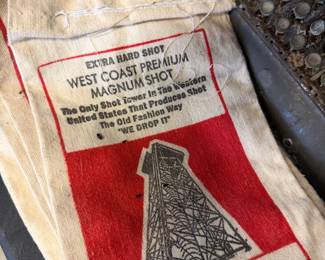 EXTRA HARD SHOT
WEST COAST PREMIUM
MAGNUM SHOT
The Only Shot Tower In The Western
United States That Produces Shot
The Old Fashion Way
"WE DROP IT"